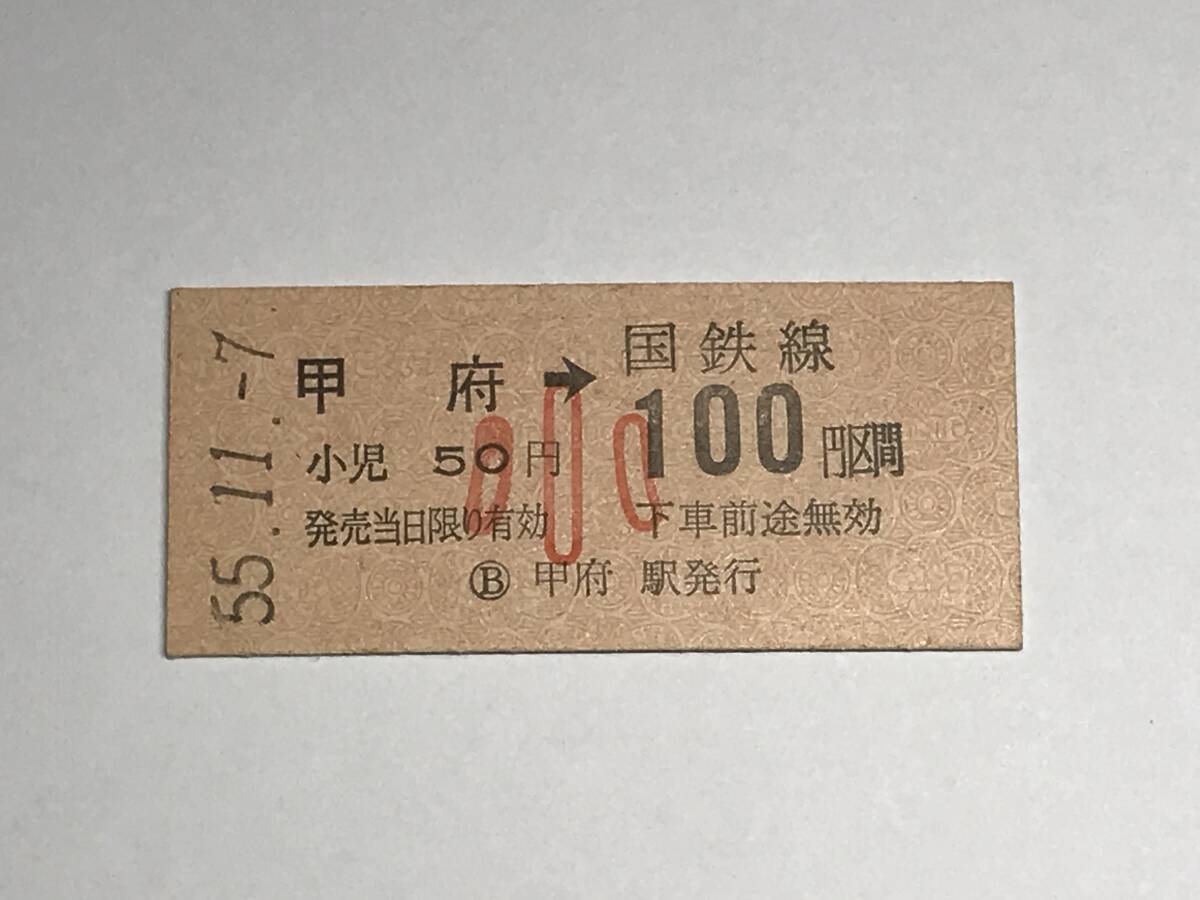 55.11.-7
甲府➔国鉄線
100円区間
小児 50円
小
発売当日限り有効 下車前途無効
Ⓑ 甲府 駅発行